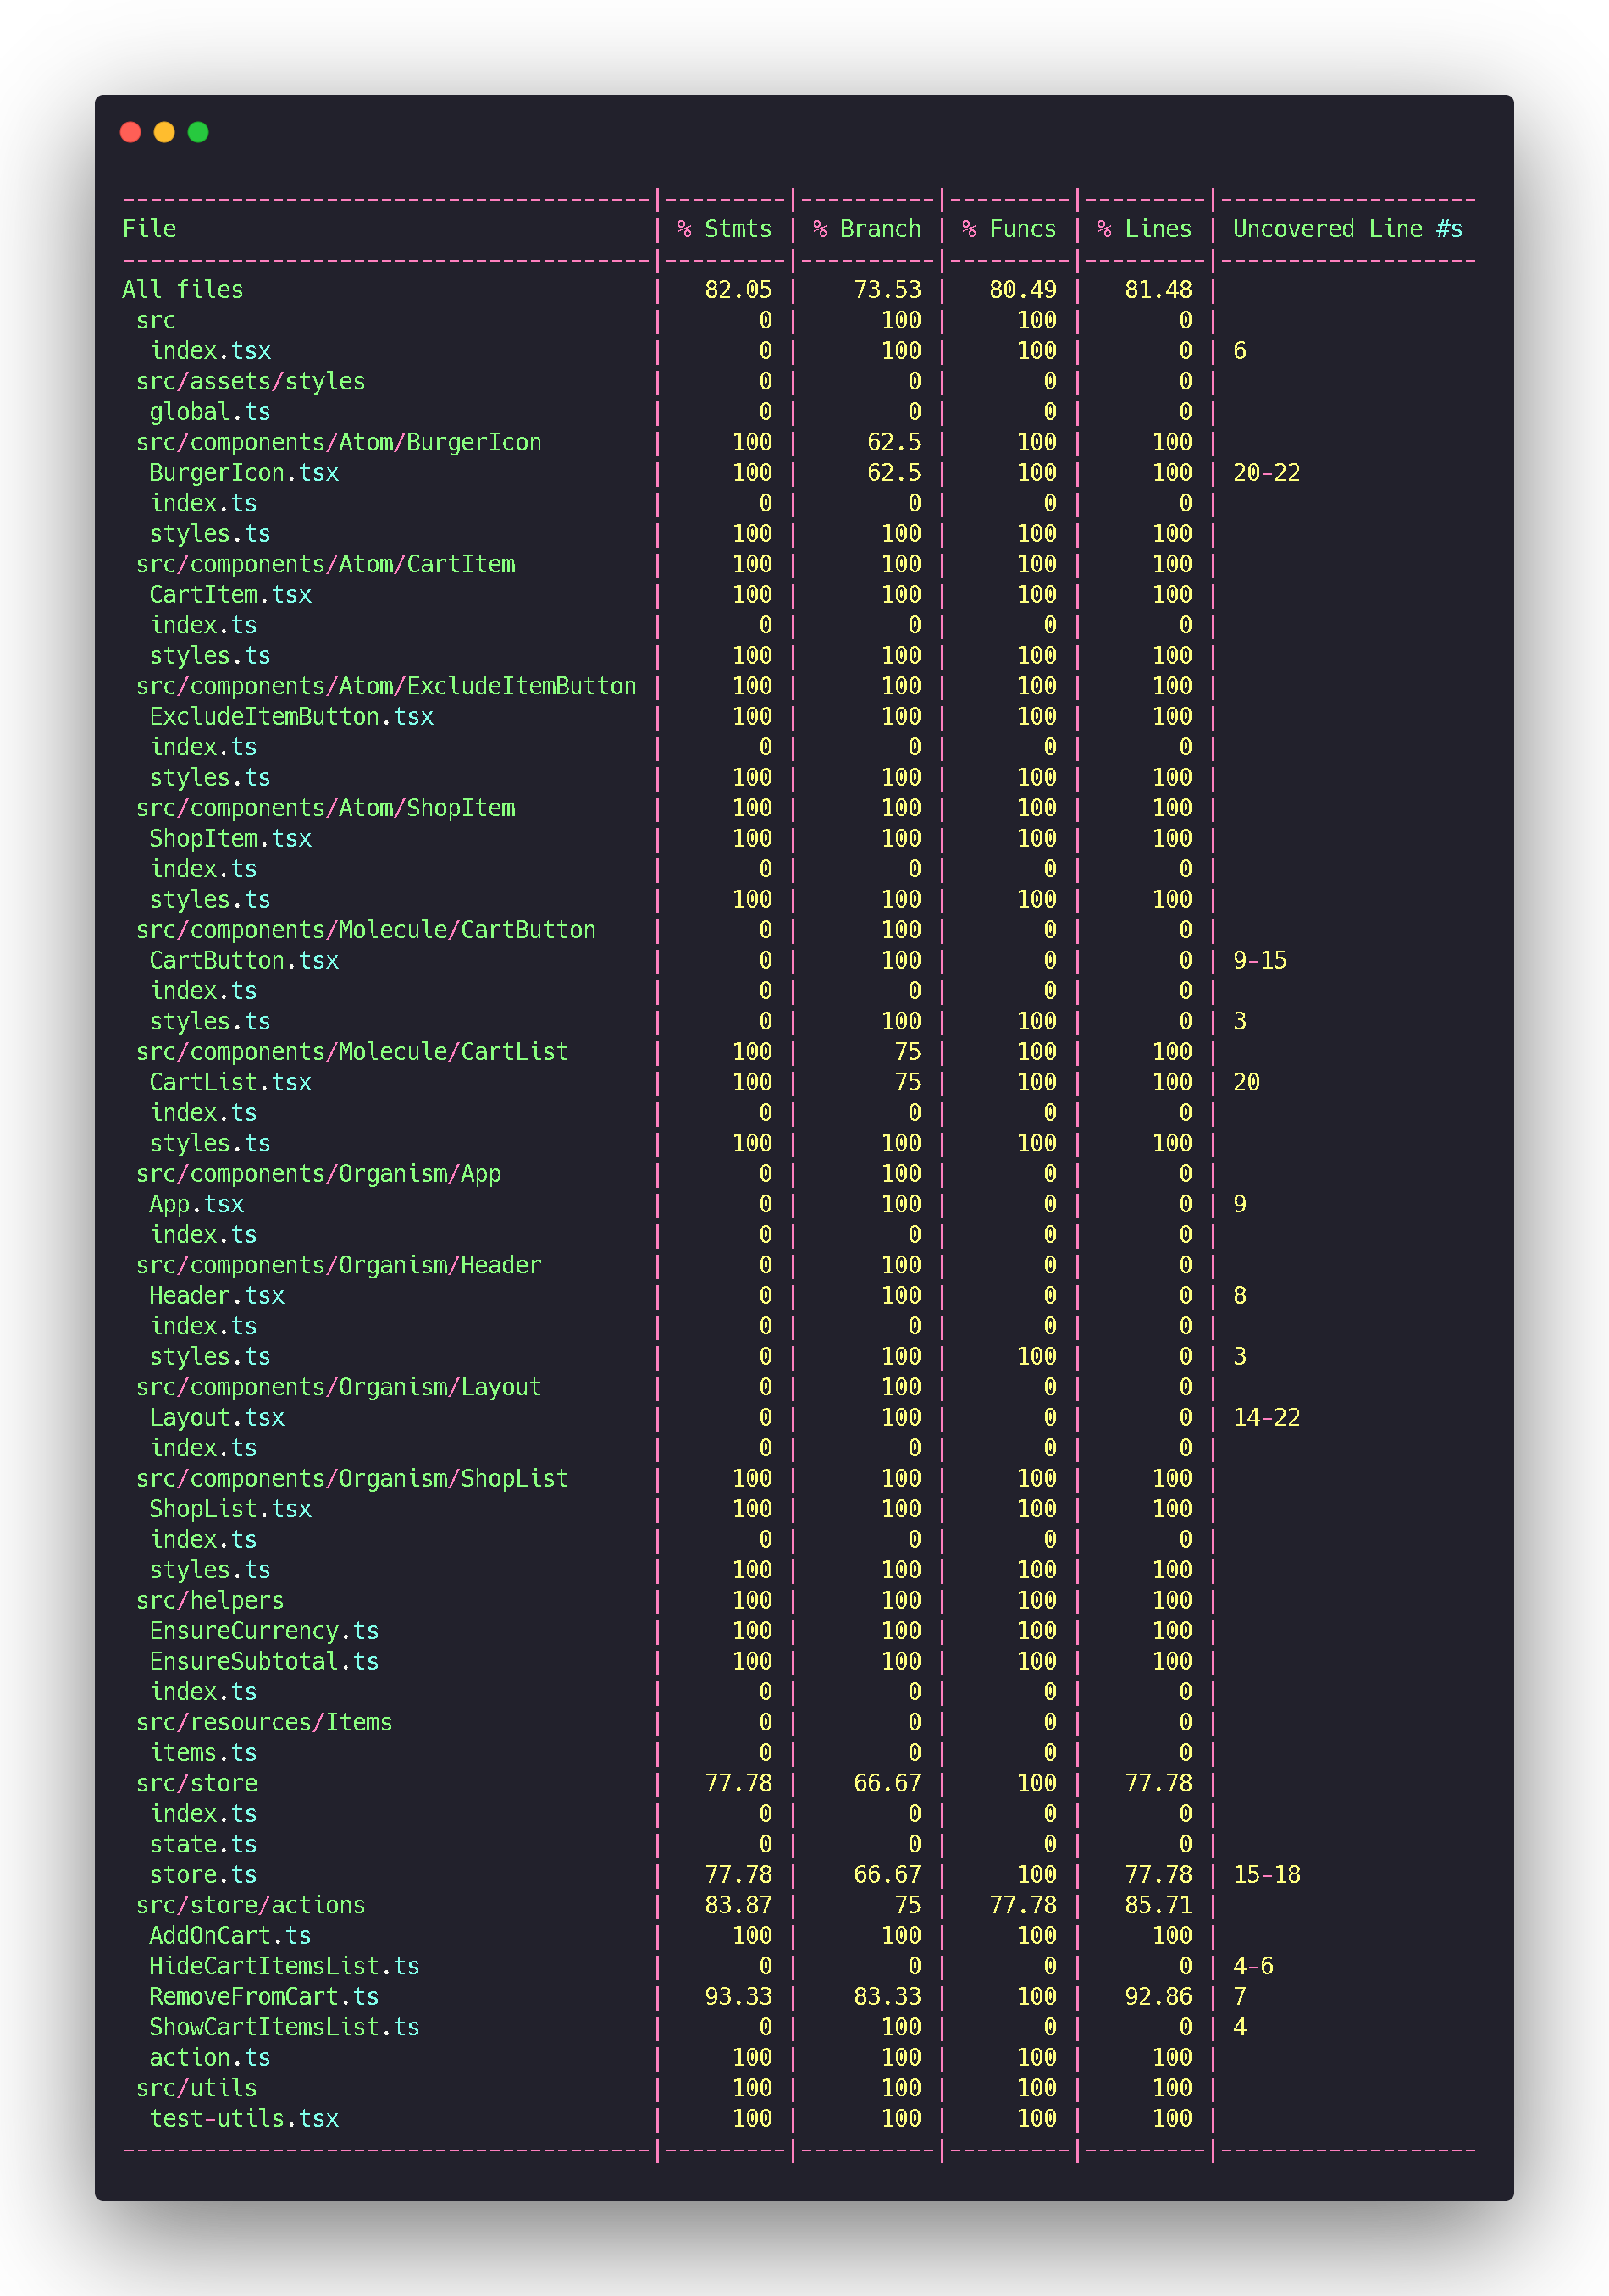 -----------------------------------|---------|----------|---------|---------|-------------------
File | % Stmts | % Branch | % Funcs | % Lines | Uncovered Line #s
-----------------------------------|---------|----------|---------|---------|-------------------
All files | 82.05 | 73.53 | 80.49 | 81.48 |
src | 0 | 100 | 100 | 0 |
index.tsx | 0 | 100 | 100 | 0 | 6
src/assets/styles | 0 | 0 | 0 | 0 |
global.ts | 0 | 0 | 0 | 0 |
src/components/Atom/BurgerIcon | 100 | 62.5 | 100 | 100 |
BurgerIcon.tsx | 100 | 62.5 | 100 | 100 | 20-22
index.ts | 0 | 0 | 0 | 0 |
styles.ts | 100 | 100 | 100 | 100 |
src/components/Atom/CartItem | 100 | 100 | 100 | 100 |
CartItem.tsx | 100 | 100 | 100 | 100 |
index.ts | 0 | 0 | 0 | 0 |
styles.ts | 100 | 100 | 100 | 100 |
src/components/Atom/ExcludeItemButton | 100 | 100 | 100 | 100 |
ExcludeItemButton.tsx | 100 | 100 | 100 | 100 |
index.ts | 0 | 0 | 0 | 0 |
styles.ts | 100 | 100 | 100 | 100 |
src/components/Atom/ShopItem | 100 | 100 | 100 | 100 |
ShopItem.tsx | 100 | 100 | 100 | 100 |
index.ts | 0 | 0 | 0 | 0 |
styles.ts | 100 | 100 | 100 | 100 |
src/components/Molecule/CartButton | 0 | 100 | 0 | 0 |
CartButton.tsx | 0 | 100 | 0 | 0 | 9-15
index.ts | 0 | 0 | 0 | 0 |
styles.ts | 0 | 100 | 100 | 0 | 3
src/components/Molecule/CartList | 100 | 75 | 100 | 100 |
CartList.tsx | 100 | 75 | 100 | 100 | 20
index.ts | 0 | 0 | 0 | 0 |
styles.ts | 100 | 100 | 100 | 100 |
src/components/Organism/App | 0 | 100 | 0 | 0 |
App.tsx | 0 | 100 | 0 | 0 | 9
index.ts | 0 | 0 | 0 | 0 |
src/components/Organism/Header | 0 | 100 | 0 | 0 |
Header.tsx | 0 | 100 | 0 | 0 | 8
index.ts | 0 | 0 | 0 | 0 |
styles.ts | 0 | 100 | 100 | 0 | 3
src/components/Organism/Layout | 0 | 100 | 0 | 0 |
Layout.tsx | 0 | 100 | 0 | 0 | 14-22
index.ts | 0 | 0 | 0 | 0 |
src/components/Organism/ShopList | 100 | 100 | 100 | 100 |
ShopList.tsx | 100 | 100 | 100 | 100 |
index.ts | 0 | 0 | 0 | 0 |
styles.ts | 100 | 100 | 100 | 100 |
src/helpers | 100 | 100 | 100 | 100 |
EnsureCurrency.ts | 100 | 100 | 100 | 100 |
EnsureSubtotal.ts | 100 | 100 | 100 | 100 |
index.ts | 0 | 0 | 0 | 0 |
src/resources/Items | 0 | 0 | 0 | 0 |
items.ts | 0 | 0 | 0 | 0 |
src/store | 77.78 | 66.67 | 100 | 77.78 |
index.ts | 0 | 0 | 0 | 0 |
state.ts | 0 | 0 | 0 | 0 |
store.ts | 77.78 | 66.67 | 100 | 77.78 | 15-18
src/store/actions | 83.87 | 75 | 77.78 | 85.71 |
AddOnCart.ts | 100 | 100 | 100 | 100 |
HideCartItemsList.ts | 0 | 0 | 0 | 0 | 4-6
RemoveFromCart.ts | 93.33 | 83.33 | 100 | 92.86 | 7
ShowCartItemsList.ts | 0 | 100 | 0 | 0 | 4
action.ts | 100 | 100 | 100 | 100 |
src/utils | 100 | 100 | 100 | 100 |
test-utils.tsx | 100 | 100 | 100 | 100 |
-----------------------------------|---------|----------|---------|---------|-------------------